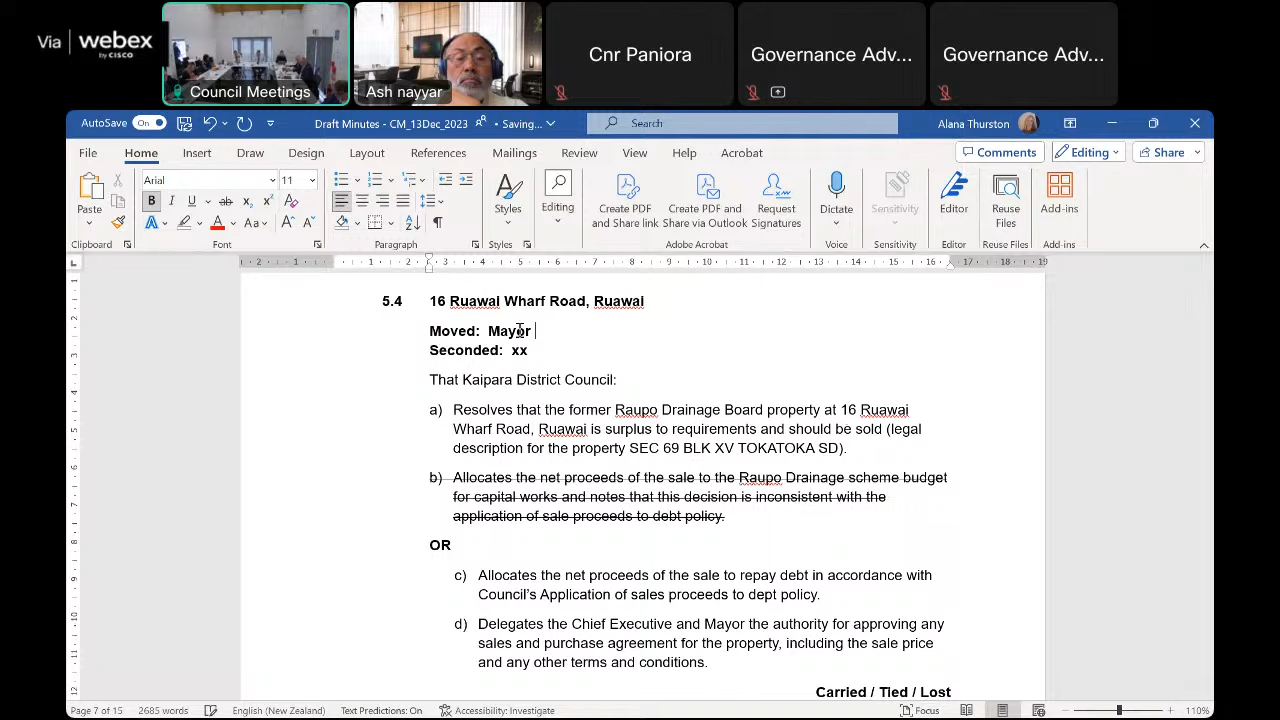 Via webex
by CISCO
Council Meetings
Ash nayyar
Cnr Paniora
Governance Adv...
Governance Adv...
AutoSave On
Draft Minutes - CM_13Dec_2023 • Saving...
Search
Alana Thurston
File Home Insert Draw Design Layout References Mailings Review View Help Acrobat
Comments Editing Share
Paste
Arial 11
Styles
Editing
Create PDF and Share link
Create PDF and Share via Outlook
Request Signatures
Dictate
Sensitivity
Editor
Reuse Files
Add-ins
Clipboard Font Paragraph Styles Adobe Acrobat Voice Sensitivity Editor Reuse Files Add-ins
5.4 16 Ruawai Wharf Road, Ruawai
Moved: Mayor
Seconded: xx
That Kaipara District Council:
a) Resolves that the former Raupo Drainage Board property at 16 Ruawai
Wharf Road, Ruawai is surplus to requirements and should be sold (legal
description for the property SEC 69 BLK XV TOKATOKA SD).
b) Allocates the net proceeds of the sale to the Raupo Drainage scheme budget
for capital works and notes that this decision is inconsistent with the
application of sale proceeds to debt policy.
OR
c) Allocates the net proceeds of the sale to repay debt in accordance with
Council's Application of sales proceeds to dept policy.
d) Delegates the Chief Executive and Mayor the authority for approving any
sales and purchase agreement for the property, including the sale price
and any other terms and conditions.
Carried / Tied / Lost
Page 7 of 15 2685 words English (New Zealand) Text Predictions: On Accessibility: Investigate Focus 110%